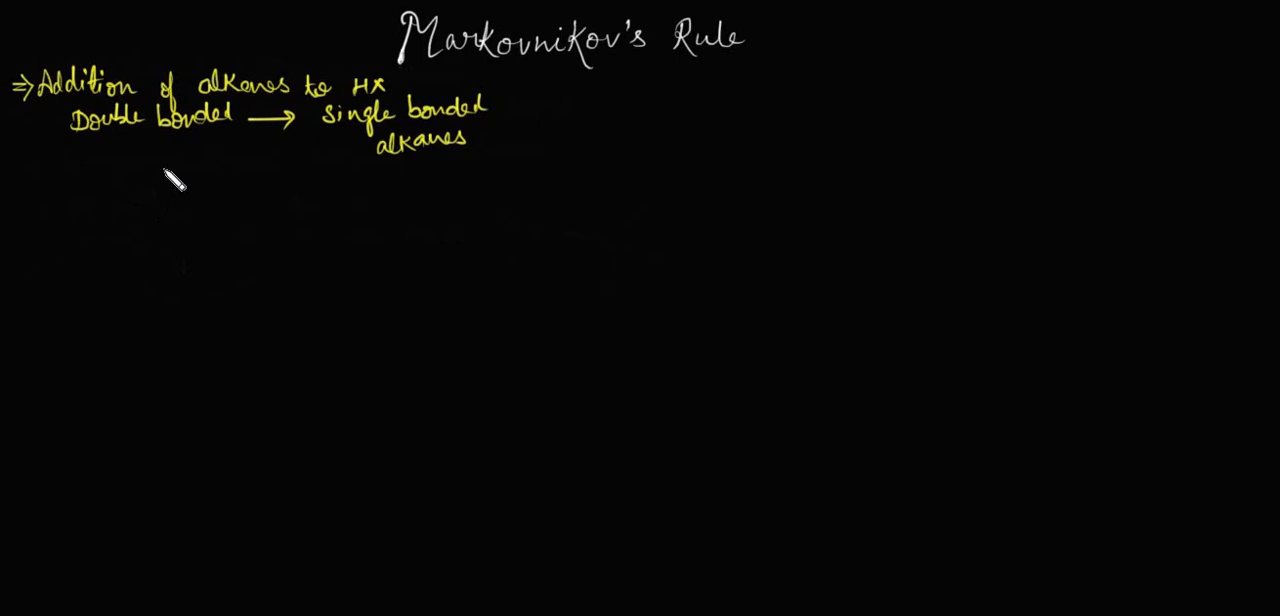 Markovnikov's Rule
⇒ Addition of alkenes to HX
Double bonded → Single bonded
alkanes